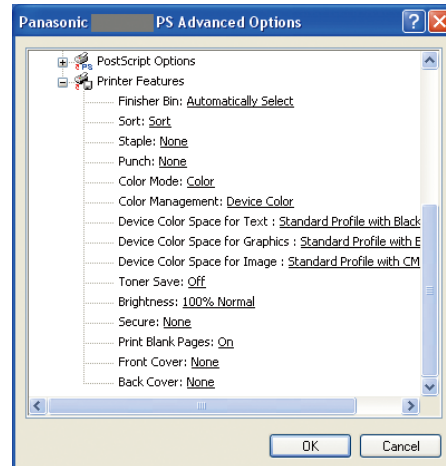 Panasonic PS Advanced Options
PostScript Options
Printer Features
Finisher Bin: Automatically Select
Sort: Sort
Staple: None
Punch: None
Color Mode: Color
Color Management: Device Color
Device Color Space for Text : Standard Profile with Black
Device Color Space for Graphics : Standard Profile with E
Device Color Space for Image : Standard Profile with CM
Toner Save: Off
Brightness: 100% Normal
Secure: None
Print Blank Pages: On
Front Cover: None
Back Cover: None
OK Cancel